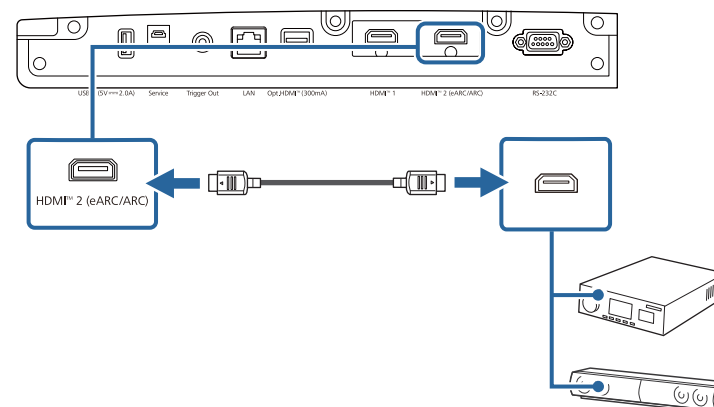 USB (5V⎓2.0A) Service Trigger Out LAN Opt.HDMI™ (300mA) HDMI™ 1 HDMI™ 2 (eARC/ARC) RS-232C
HDMI™ 2 (eARC/ARC)